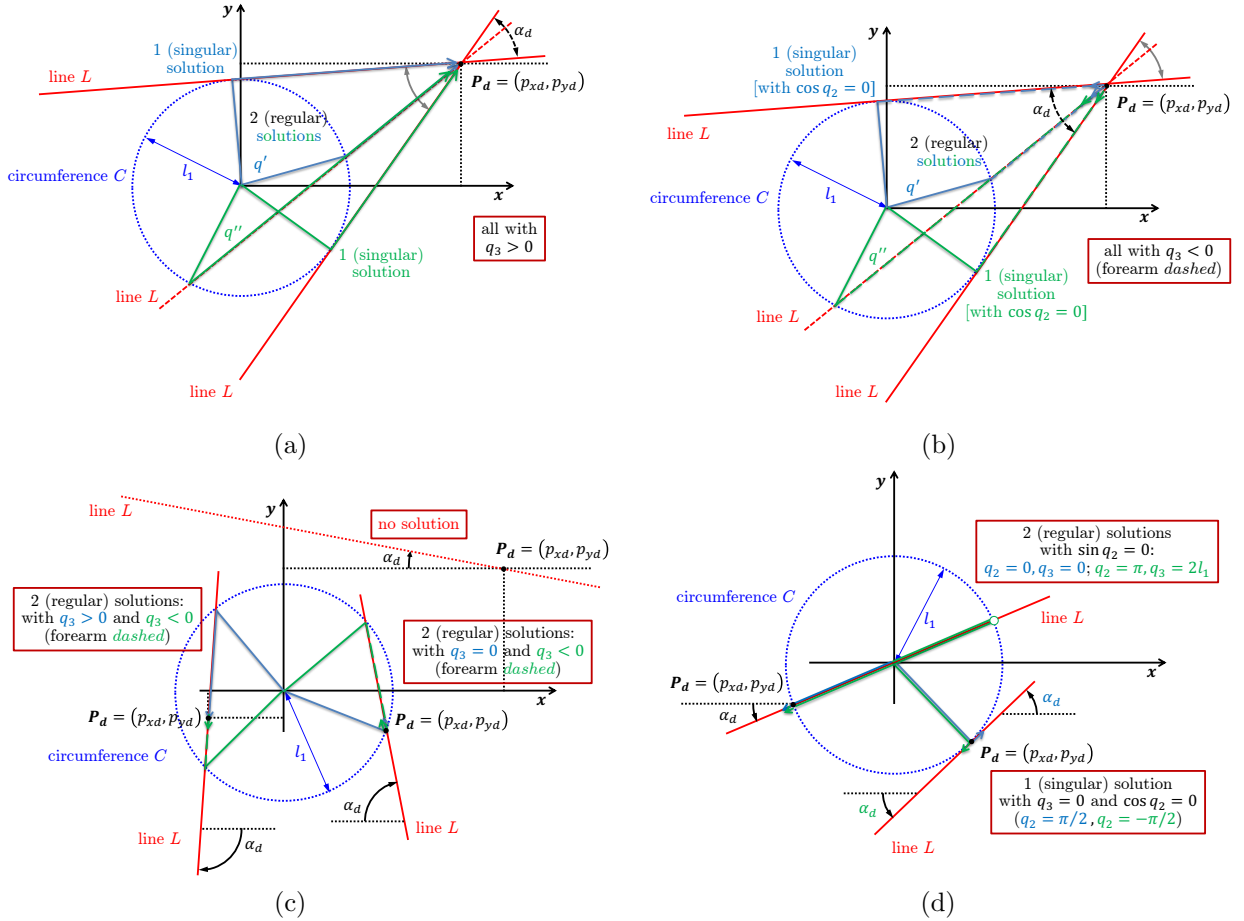 y
α_d
1 (singular)
solution
line L
P_d = (p_xd, p_yd)
2 (regular)
solutions
circumference C
l_1
q′
x
q′′
all with
q_3 > 0
1 (singular)
solution
line L
line L
(a)
y
α_d
1 (singular)
solution
[with cos q_2 = 0]
P_d = (p_xd, p_yd)
line L
α_d
2 (regular)
solutions
circumference C
l_1
q′
x
q′′
all with q_3 < 0
(forearm dashed)
1 (singular)
solution
[with cos q_2 = 0]
line L
line L
(b)
line L
y
no solution
P_d = (p_xd, p_yd)
α_d
2 (regular) solutions:
with q_3 > 0 and q_3 < 0
(forearm dashed)
2 (regular) solutions:
with q_3 = 0 and q_3 < 0
(forearm dashed)
x
P_d = (p_xd, p_yd)
P_d = (p_xd, p_yd)
circumference C
l_1
α_d
line L
line L
α_d
(c)
y
2 (regular) solutions
with sin q_2 = 0:
q_2 = 0, q_3 = 0; q_2 = π, q_3 = 2l_1
circumference C
l_1
line L
x
P_d = (p_xd, p_yd)
α_d
α_d
P_d = (p_xd, p_yd)
1 (singular) solution
with q_3 = 0 and cos q_2 = 0
(q_2 = π/2 , q_2 = −π/2)
α_d
line L
(d)